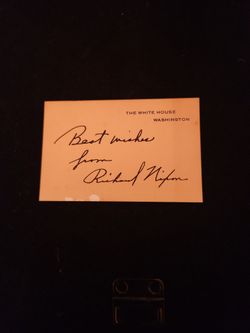 THE WHITE HOUSE
WASHINGTON
Best wishes
from
Richard Nixon